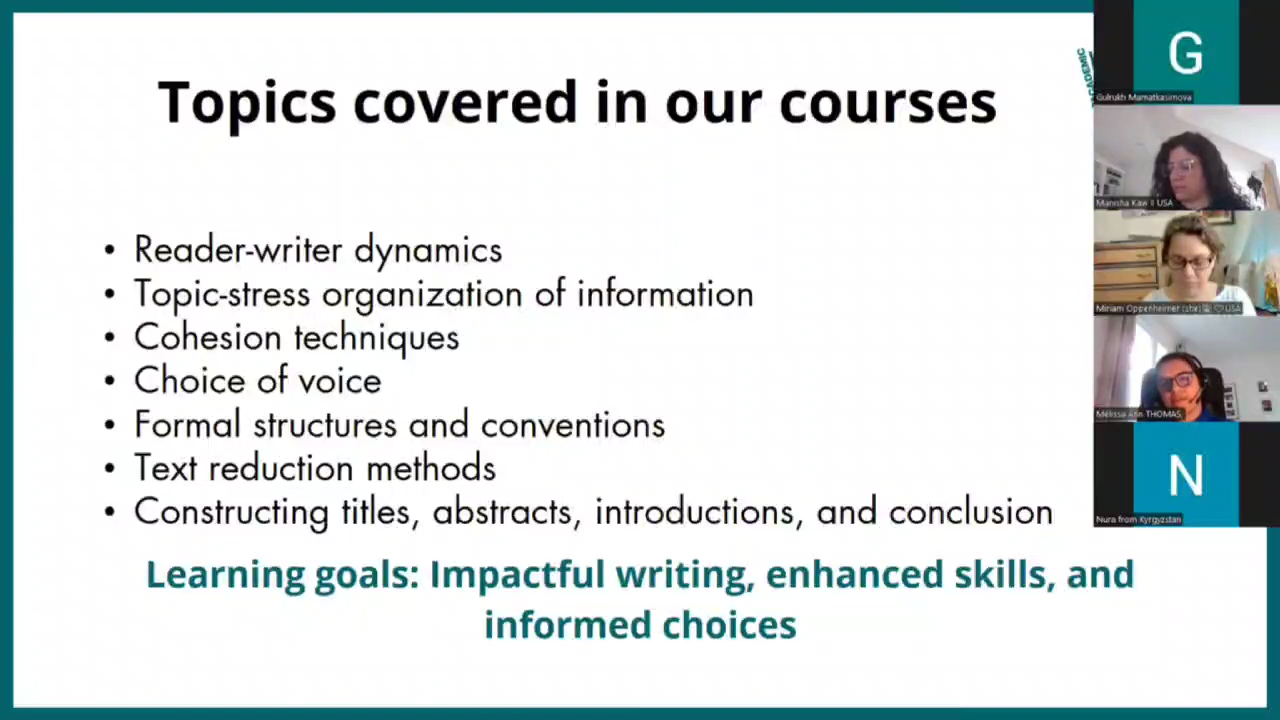 Topics covered in our courses
• Reader-writer dynamics
• Topic-stress organization of information
• Cohesion techniques
• Choice of voice
• Formal structures and conventions
• Text reduction methods
• Constructing titles, abstracts, introductions, and conclusion
Learning goals: Impactful writing, enhanced skills, and
informed choices
G
Gulrukh Mamatkasimova
Manisha Kaw II USA
Miriam Oppenheimer (she) USA
Mélissa Ann THOMAS
N
Nura from Kyrgyzstan